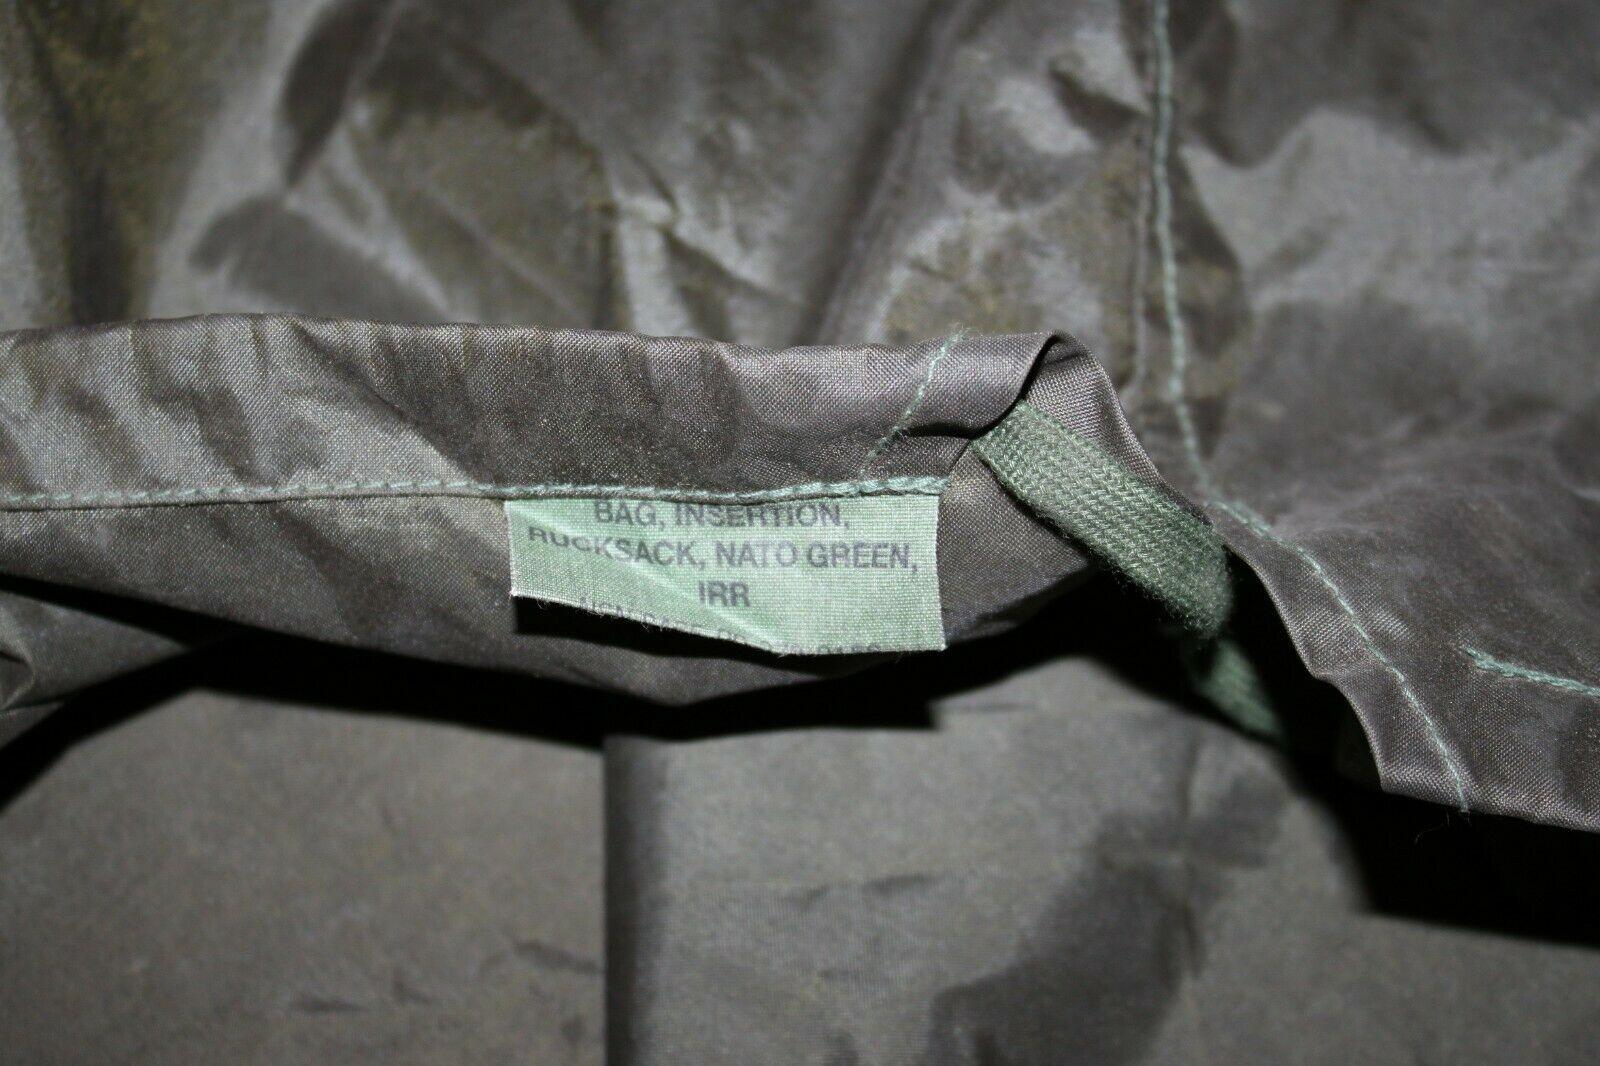 BAG, INSERTION,
RUCKSACK, NATO GREEN,
IRR